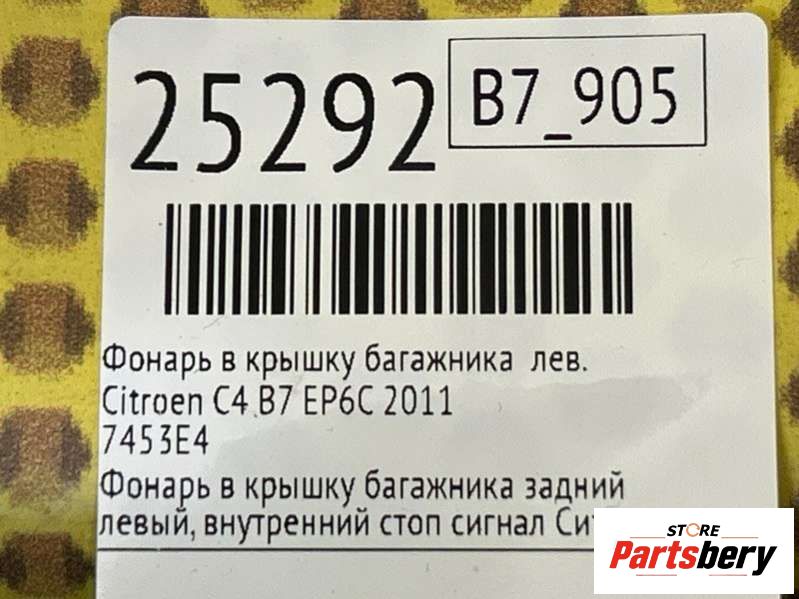 25292
B7_905
Фонарь в крышку багажника лев.
Citroen C4 B7 EP6C 2011
7453E4
Фонарь в крышку багажника задний
левый, внутренний стоп сигнал
STORE
Partsbery